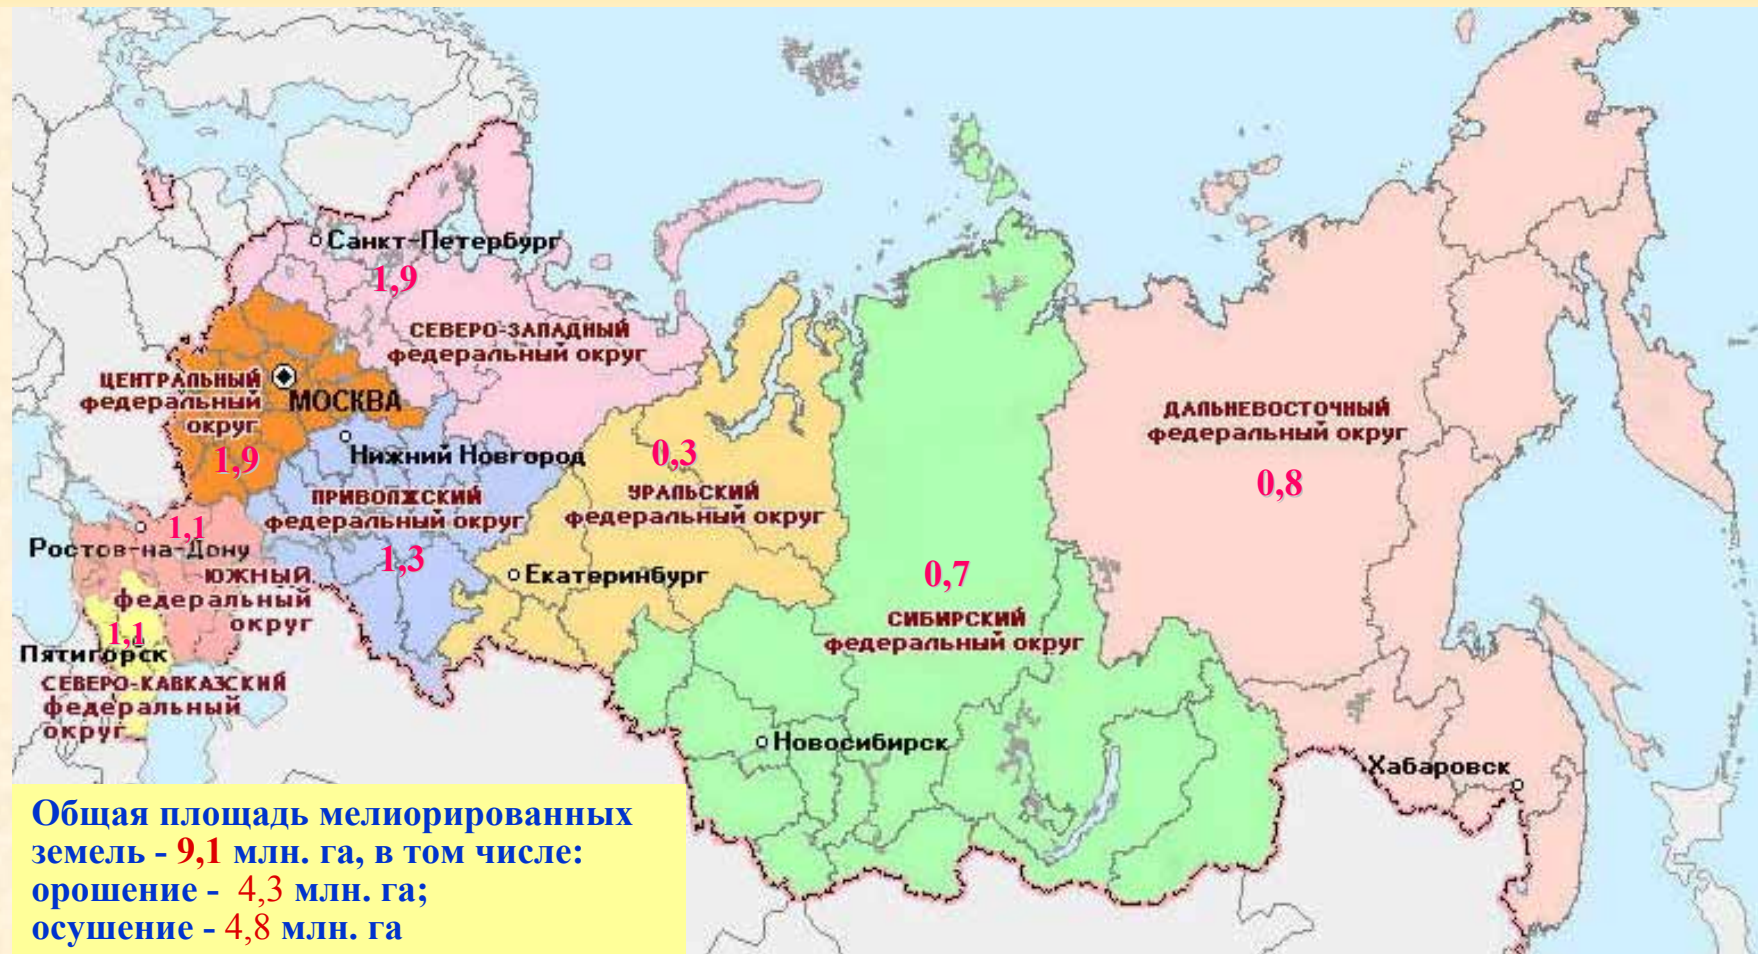 Санкт-Петербург
1,9
СЕВЕРО-ЗАПАДНЫЙ
федеральный округ
ЦЕНТРАЛЬНЫЙ
федеральный
округ
МОСКВА
1,9
Нижний Новгород
ПРИВОЛЖСКИЙ
федеральный округ
1,3
0,3
УРАЛЬСКИЙ
федеральный округ
Екатеринбург
ДАЛЬНЕВОСТОЧНЫЙ
федеральный округ
0,8
1,1
Ростов-на-Дону
ЮЖНЫЙ
федеральный
округ
1,1
Пятигорск
СЕВЕРО-КАВКАЗСКИЙ
федеральный
округ
0,7
СИБИРСКИЙ
федеральный округ
Новосибирск
Хабаровск
Общая площадь мелиорированных
земель - 9,1 млн. га, в том числе:
орошение - 4,3 млн. га;
осушение - 4,8 млн. га